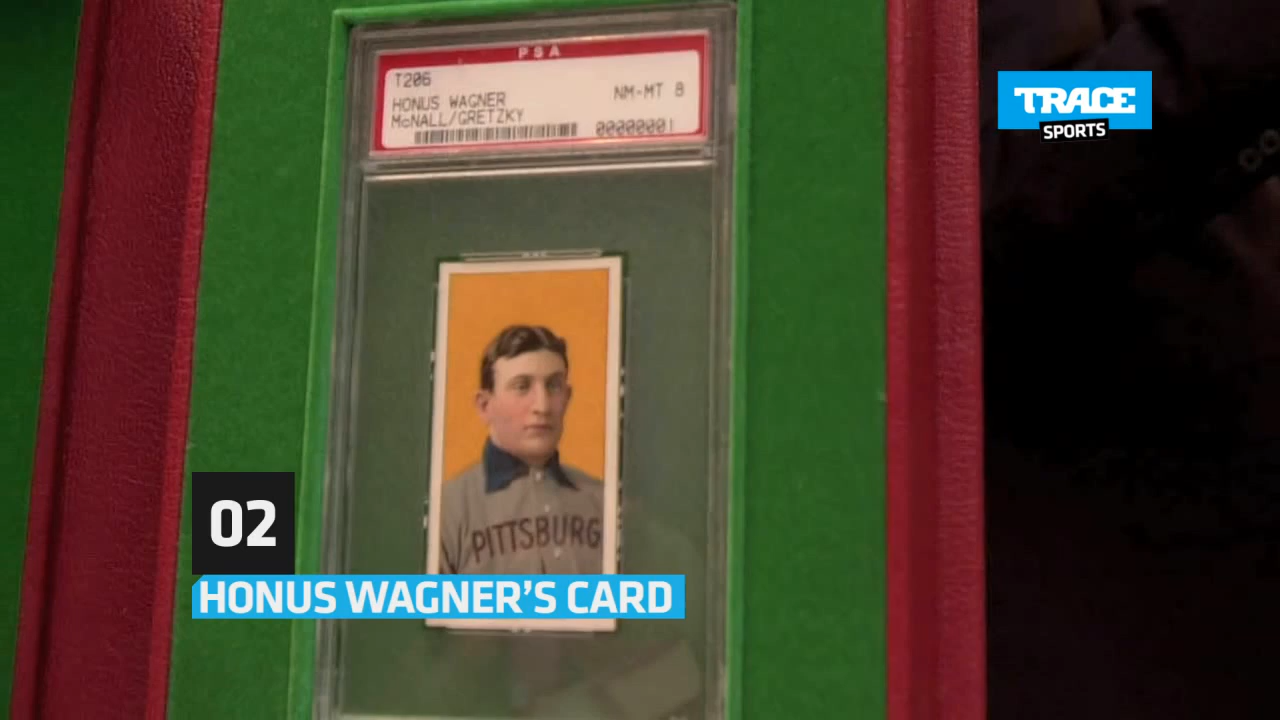 PSA
T206
HONUS WAGNER
NM-MT 8
McNALL/GRETZKY
00000001
TRACE
SPORTS
PITTSBURG
02
HONUS WAGNER'S CARD